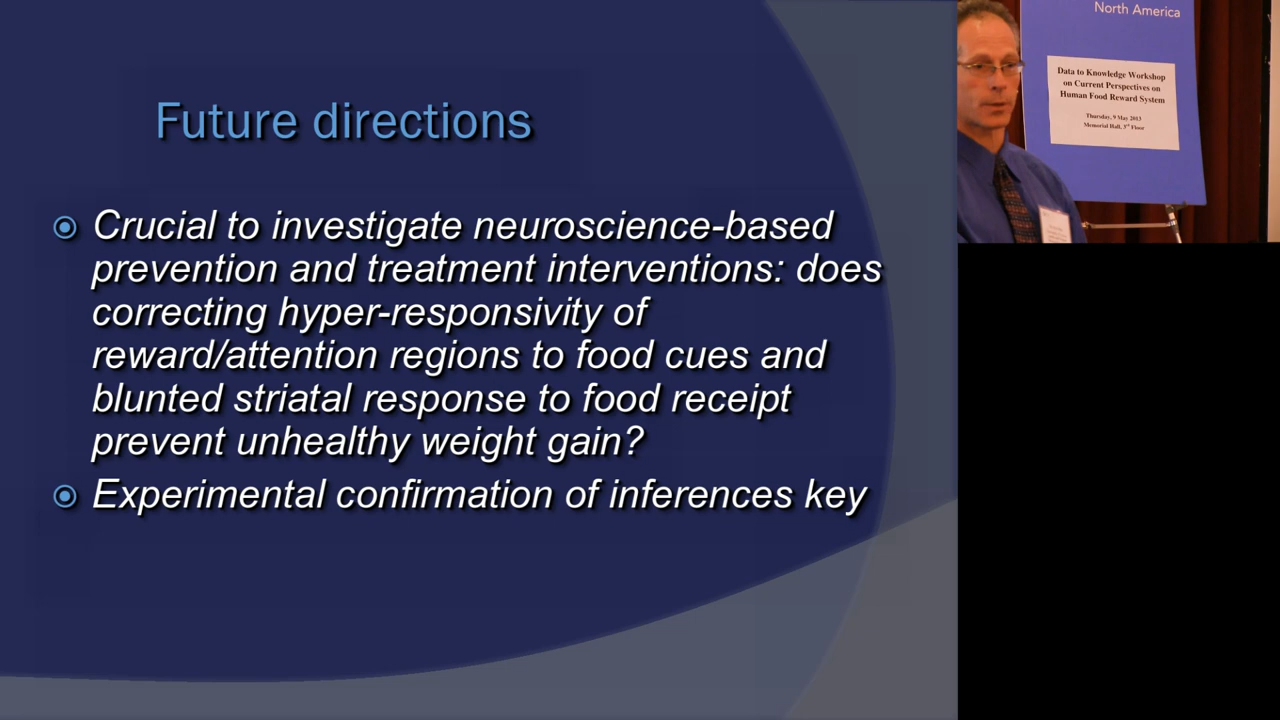 Future directions
Crucial to investigate neuroscience-based
prevention and treatment interventions: does
correcting hyper-responsivity of
reward/attention regions to food cues and
blunted striatal response to food receipt
prevent unhealthy weight gain?
Experimental confirmation of inferences key
North America
Data to Knowledge Workshop
on Current Perspectives on
Human Food Reward System
Thursday, 9 May 2013
Memorial Hall, 3rd Floor